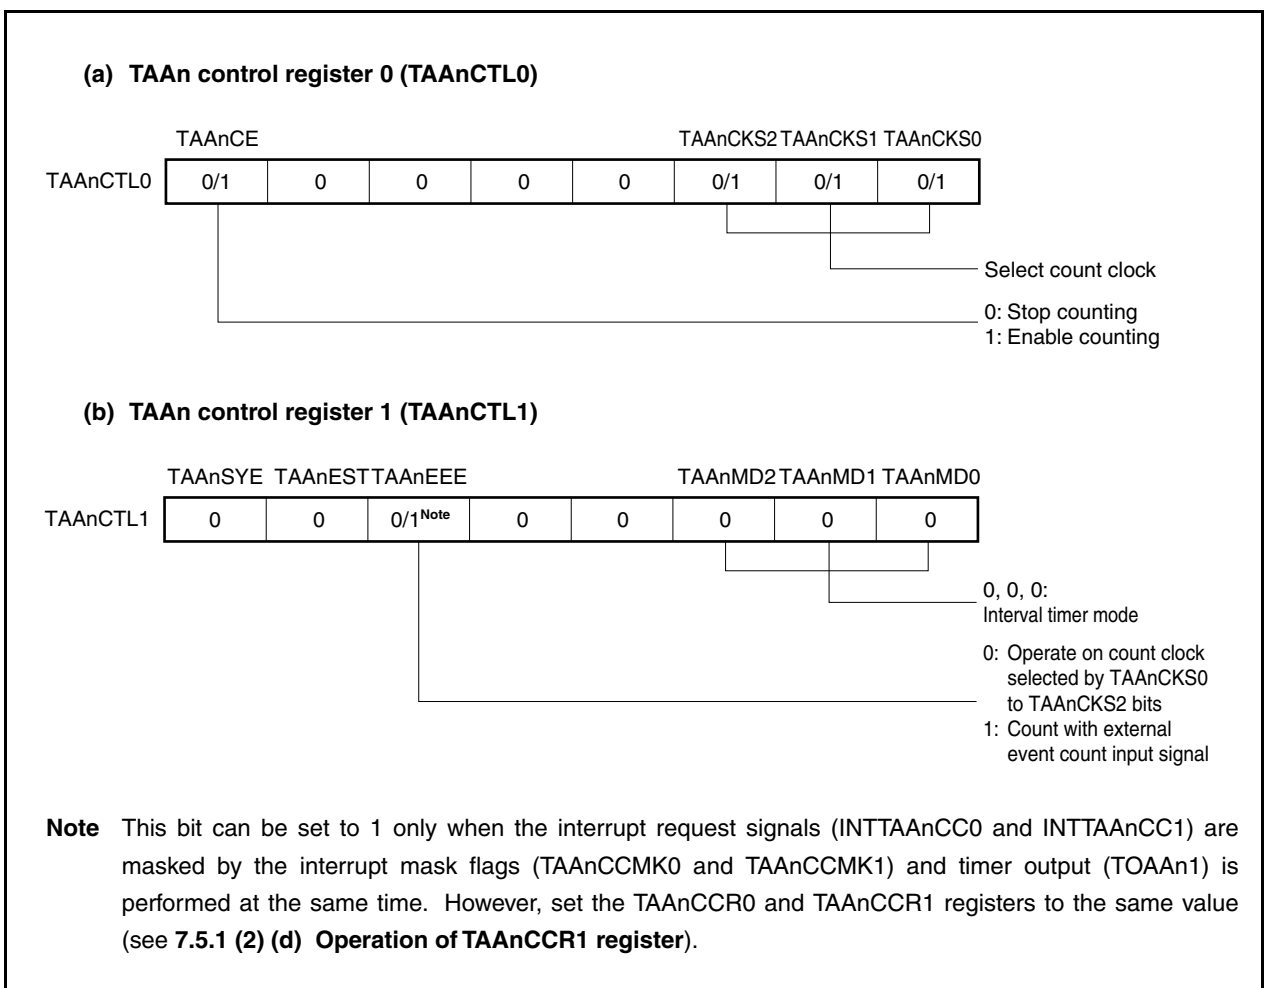 (a) TAAn control register 0 (TAAnCTL0)
TAAnCE TAAnCKS2 TAAnCKS1 TAAnCKS0
TAAnCTL0 0/1 0 0 0 0 0/1 0/1 0/1
Select count clock
0: Stop counting
1: Enable counting
(b) TAAn control register 1 (TAAnCTL1)
TAAnSYE TAAnEST TAAnEEE TAAnMD2 TAAnMD1 TAAnMD0
TAAnCTL1 0 0 0/1Note 0 0 0 0 0
0, 0, 0:
Interval timer mode
0: Operate on count clock
selected by TAAnCKS0
to TAAnCKS2 bits
1: Count with external
event count input signal
Note This bit can be set to 1 only when the interrupt request signals (INTTAAnCC0 and INTTAAnCC1) are
masked by the interrupt mask flags (TAAnCCMK0 and TAAnCCMK1) and timer output (TOAAn1) is
performed at the same time. However, set the TAAnCCR0 and TAAnCCR1 registers to the same value
(see 7.5.1 (2) (d) Operation of TAAnCCR1 register).